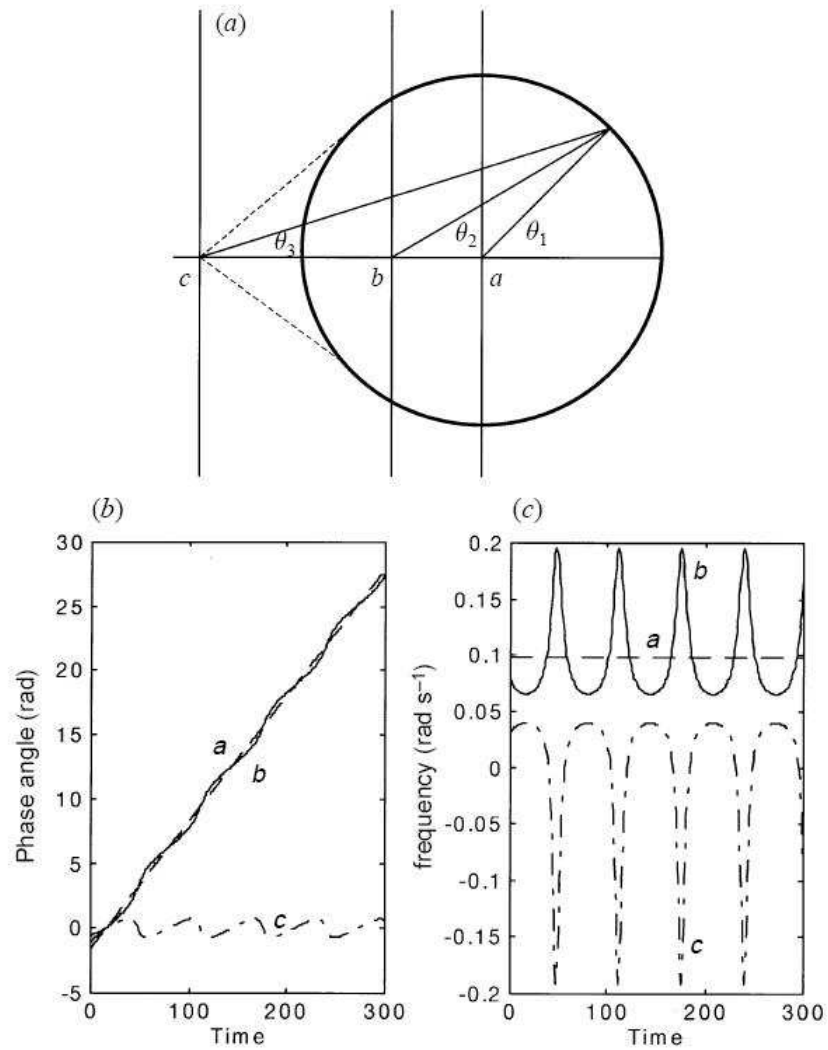 (a)
θ3
θ2
θ1
c
b
a
(b)
30
25
20
15
10
5
0
-5
Phase angle (rad)
a
b
c
0
100
200
300
Time
(c)
0.2
0.15
0.1
0.05
0
-0.05
-0.1
-0.15
-0.2
frequency (rad s⁻¹)
b
a
c
0
100
200
300
Time